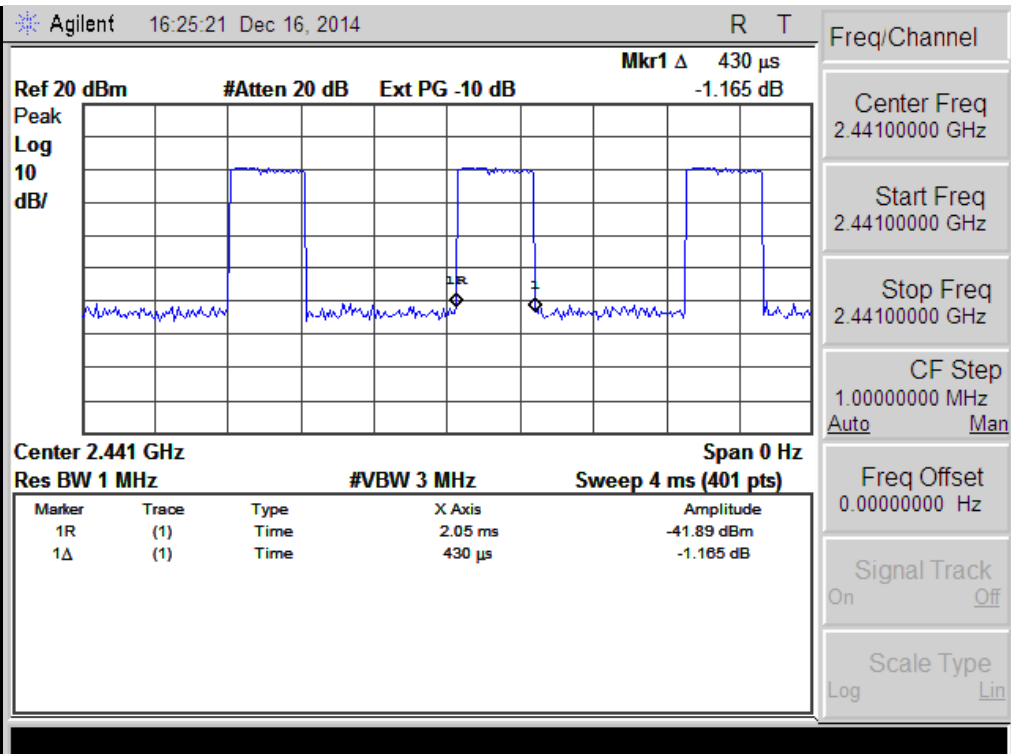 Agilent 16:25:21 Dec 16, 2014 R T
Mkr1 Δ 430 µs
Ref 20 dBm #Atten 20 dB Ext PG -10 dB -1.165 dB
Peak
Log
10
dB/
1R
1
Center 2.441 GHz Span 0 Hz
Res BW 1 MHz #VBW 3 MHz Sweep 4 ms (401 pts)
Marker Trace Type X Axis Amplitude
1R (1) Time 2.05 ms -41.89 dBm
1Δ (1) Time 430 µs -1.165 dB
Freq/Channel
Center Freq
2.44100000 GHz
Start Freq
2.44100000 GHz
Stop Freq
2.44100000 GHz
CF Step
1.00000000 MHz
Auto Man
Freq Offset
0.00000000 Hz
Signal Track
On Off
Scale Type
Log Lin